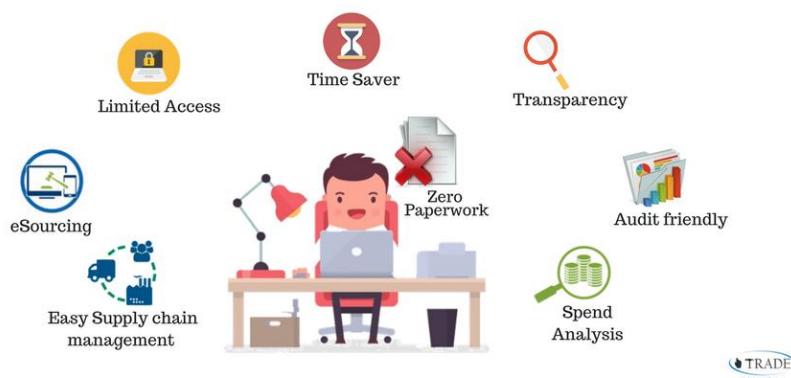 Time Saver
Limited Access
Transparency
Zero
Paperwork
eSourcing
Audit friendly
Easy Supply chain
management
Spend
Analysis
TRADE